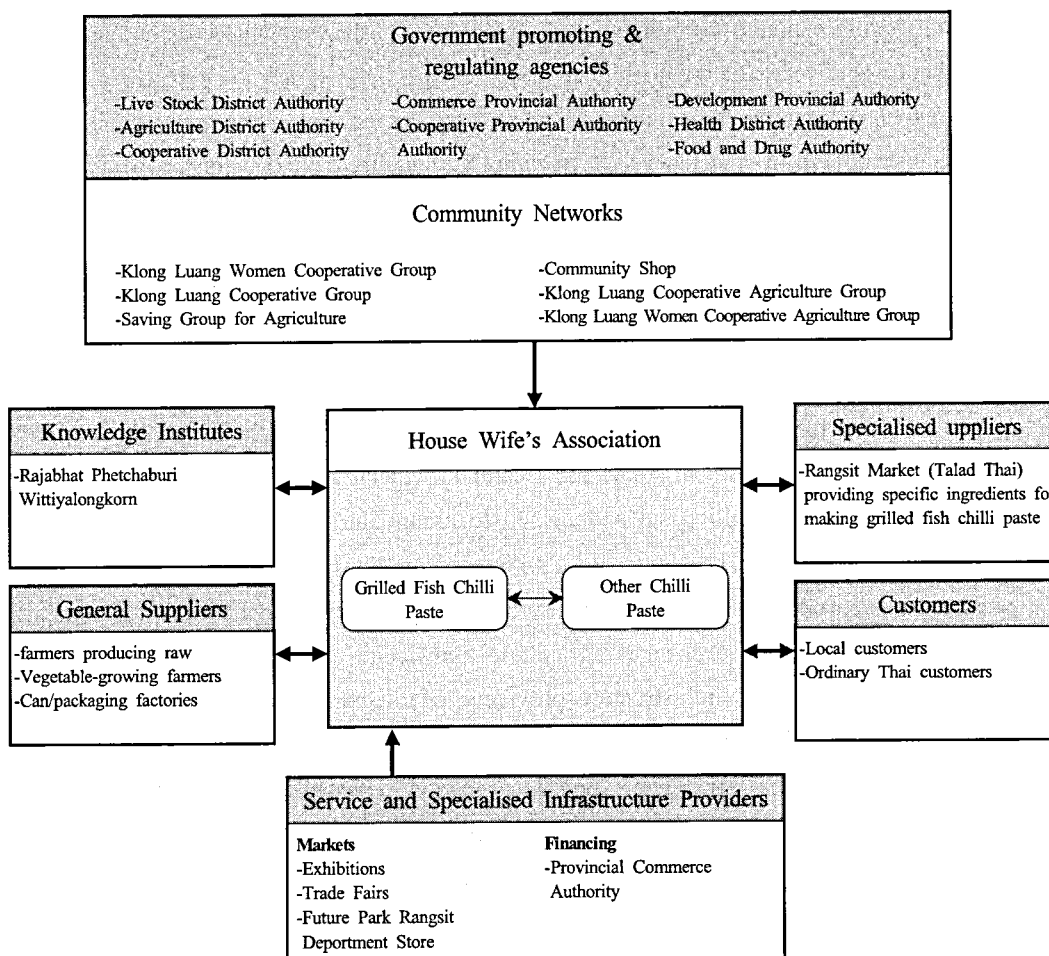 Government promoting &
regulating agencies
-Live Stock District Authority
-Agriculture District Authority
-Cooperative District Authority
-Commerce Provincial Authority
-Cooperative Provincial Authority
Authority
-Development Provincial Authority
-Health District Authority
-Food and Drug Authority
Community Networks
-Klong Luang Women Cooperative Group
-Klong Luang Cooperative Group
-Saving Group for Agriculture
-Community Shop
-Klong Luang Cooperative Agriculture Group
-Klong Luang Women Cooperative Agriculture Group
Knowledge Institutes
-Rajabhat Phetchaburi
Wittiyalongkorn
House Wife's Association
Specialised uppliers
-Rangsit Market (Talad Thai)
providing specific ingredients fo
making grilled fish chilli paste
Grilled Fish Chilli
Paste
Other Chilli
Paste
General Suppliers
-farmers producing raw
-Vegetable-growing farmers
-Can/packaging factories
Customers
-Local customers
-Ordinary Thai customers
Service and Specialised Infrastructure Providers
Markets
-Exhibitions
-Trade Fairs
-Future Park Rangsit
Deportment Store
Financing
-Provincial Commerce
Authority